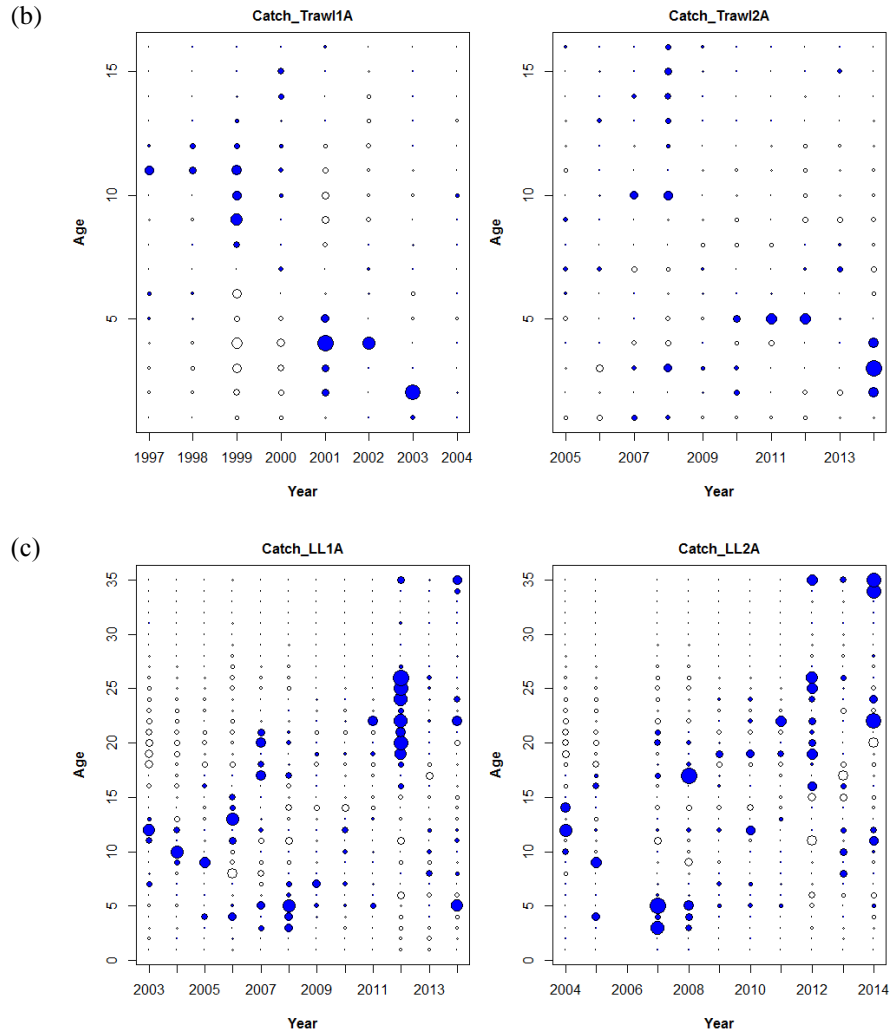 (b)
Catch_Trawl1A
Age
15
10
5
1997 1998 1999 2000 2001 2002 2003 2004
Year
Catch_Trawl2A
Age
15
10
5
2005 2007 2009 2011 2013
Year
(c)
Catch_LL1A
Age
35
30
25
20
15
10
5
0
2003 2005 2007 2009 2011 2013
Year
Catch_LL2A
Age
35
30
25
20
15
10
5
0
2004 2006 2008 2010 2012 2014
Year